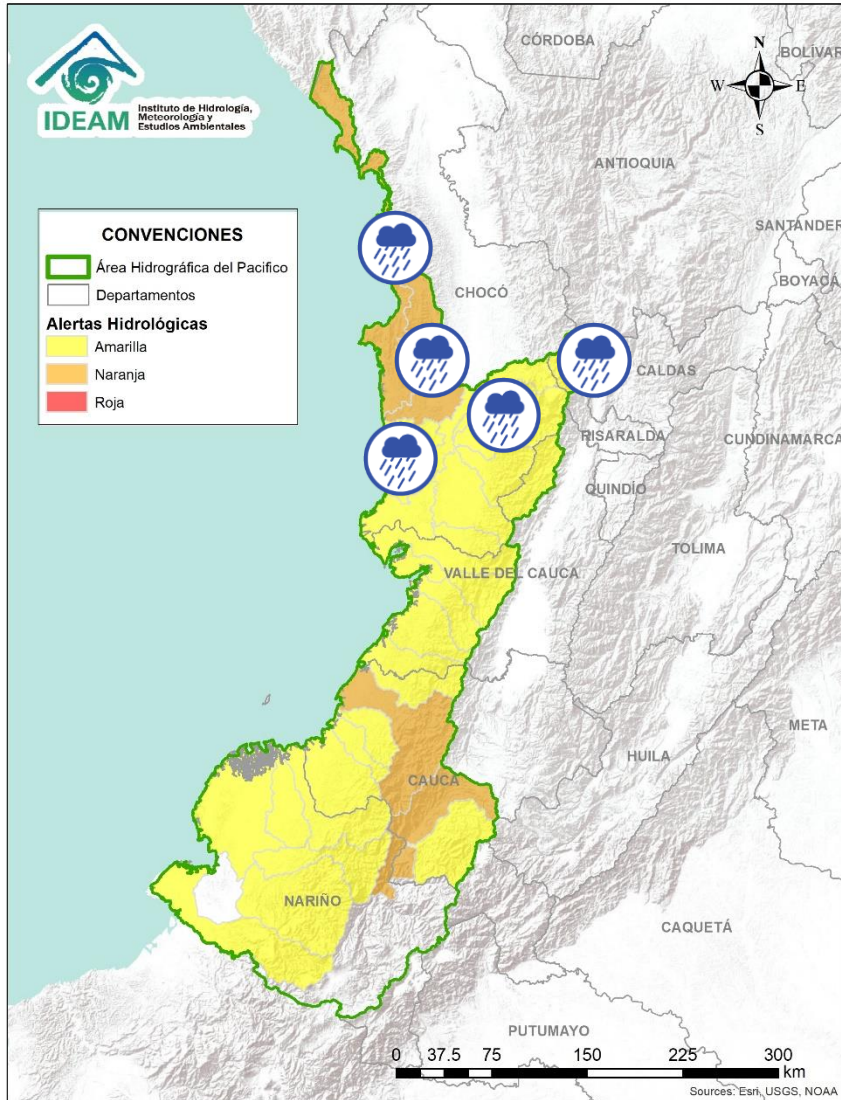 IDEAM
Instituto de Hidrología,
Meteorología y
Estudios Ambientales
CONVENCIONES
Área Hidrográfica del Pacifico
Departamentos
Alertas Hidrológicas
Amarilla
Naranja
Roja
N
W
E
S
CÓRDOBA
BOLÍVAR
ANTIOQUIA
SANTANDER
BOYACÁ
CHOCÓ
CALDAS
RISARALDA
CUNDINAMARCA
QUINDÍO
TOLIMA
VALLE DEL CAUCA
META
HUILA
CAUCA
NARIÑO
CAQUETÁ
PUTUMAYO
0 37.5 75 150 225 300
km
Sources: Esri, USGS, NOAA